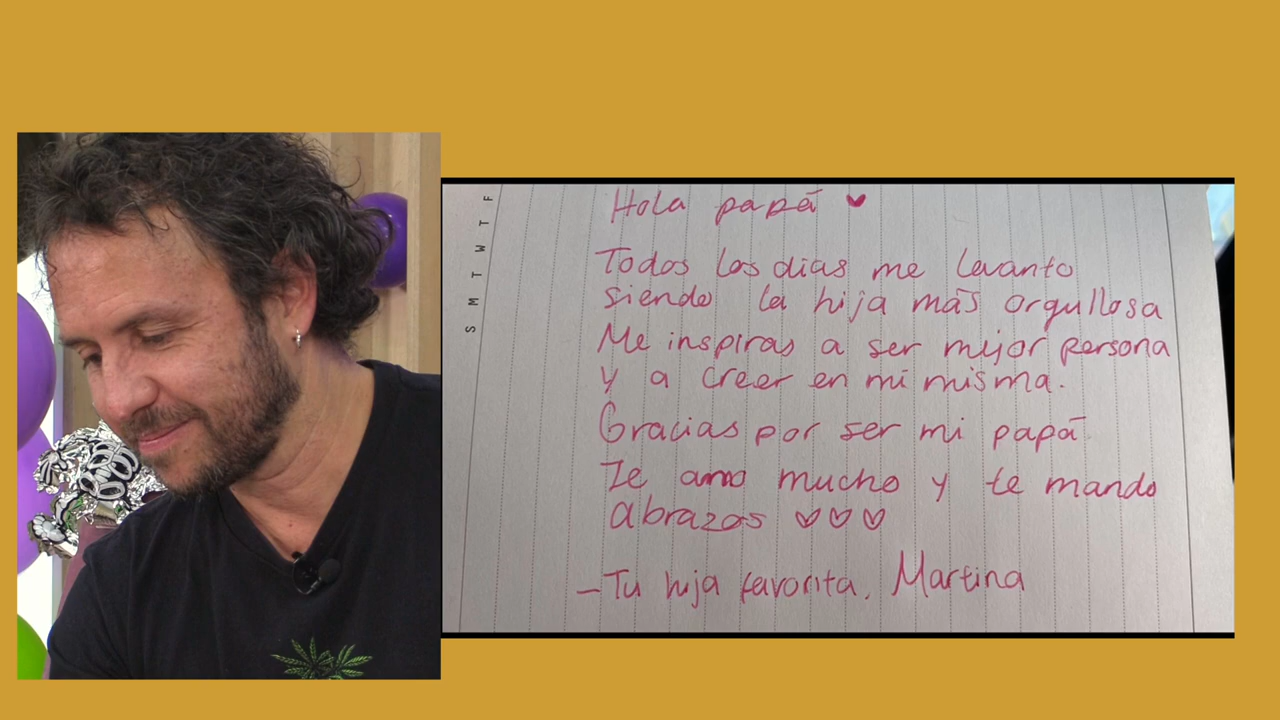 S M T W T F
Hola papá ♥
Todos los dias me levanto
siendo la hija más orgullosa
Me inspiras a ser mejor persona
y a creer en mi misma.
Gracias por ser mi papá
Te amo mucho y te mando
abrazos ♡♡♡
—Tu hija favorita, Martina